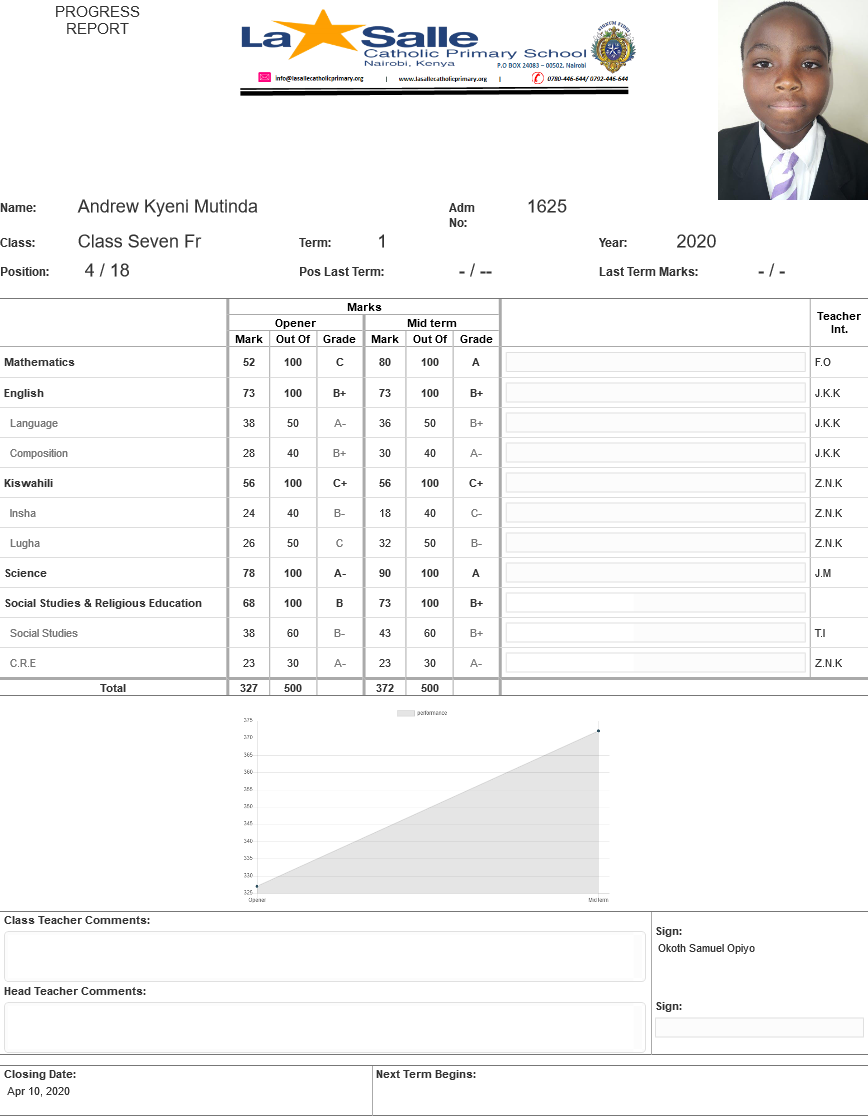 PROGRESS
REPORT
La Salle
Catholic Primary School
Nairobi, Kenya
P.O BOX 24083 – 00502, Nairobi
info@lasallecatholicprimary.org | www.lasallecatholicprimary.org | 0780-446-644/ 0792-446-644
Name: Andrew Kyeni Mutinda Adm No: 1625
Class: Class Seven Fr Term: 1 Year: 2020
Position: 4 / 18 Pos Last Term: - / -- Last Term Marks: - / -
Marks
Opener Mid term Teacher Int.
Mark Out Of Grade Mark Out Of Grade
Mathematics 52 100 C 80 100 A F.O
English 73 100 B+ 73 100 B+ J.K.K
Language 38 50 A- 36 50 B+ J.K.K
Composition 28 40 B+ 30 40 A- J.K.K
Kiswahili 56 100 C+ 56 100 C+ Z.N.K
Insha 24 40 B- 18 40 C- Z.N.K
Lugha 26 50 C 32 50 B- Z.N.K
Science 78 100 A- 90 100 A J.M
Social Studies & Religious Education 68 100 B 73 100 B+
Social Studies 38 60 B- 43 60 B+ T.I
C.R.E 23 30 A- 23 30 A- Z.N.K
Total 327 500 372 500
performance
375
370
365
360
355
350
345
340
335
330
325
Opener Mid term
Class Teacher Comments:
Sign:
Okoth Samuel Opiyo
Head Teacher Comments:
Sign:
Closing Date: Next Term Begins:
Apr 10, 2020